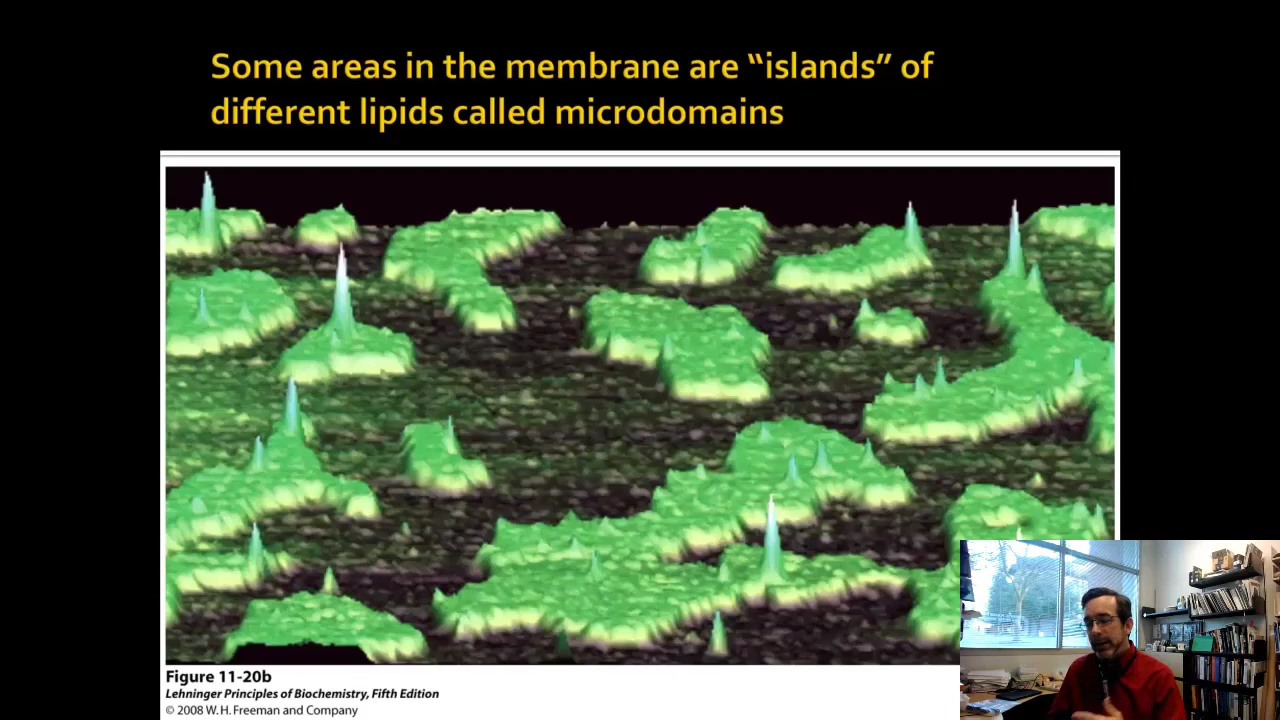 Some areas in the membrane are “islands” of
different lipids called microdomains
Figure 11-20b
Lehninger Principles of Biochemistry, Fifth Edition
© 2008 W. H. Freeman and Company